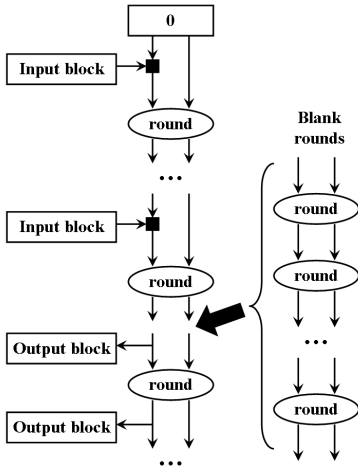 0
Input block
round
...
Input block
round
Output block
round
Output block
...
Blank
rounds
round
round
...
round